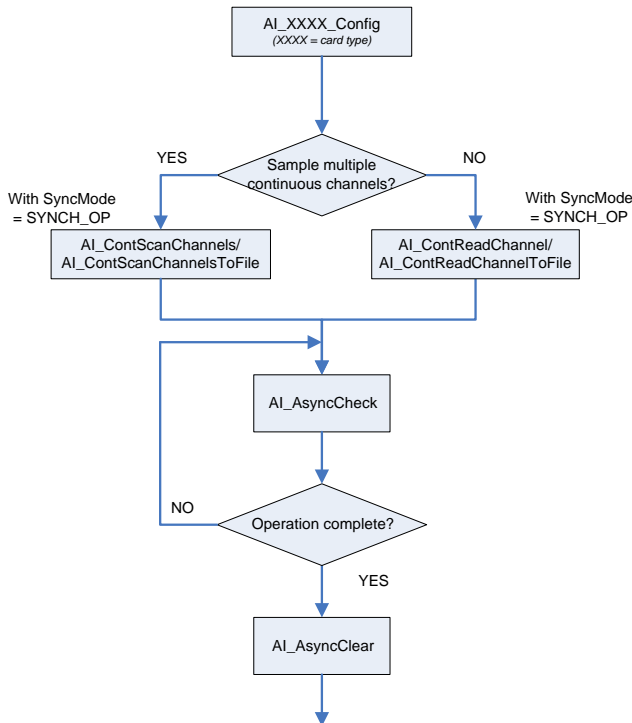 AI_XXXX_Config
(XXXX = card type)
Sample multiple
continuous channels?
YES
NO
With SyncMode
= SYNCH_OP
With SyncMode
= SYNCH_OP
AI_ContScanChannels/
AI_ContScanChannelsToFile
AI_ContReadChannel/
AI_ContReadChannelToFile
AI_AsyncCheck
Operation complete?
NO
YES
AI_AsyncClear